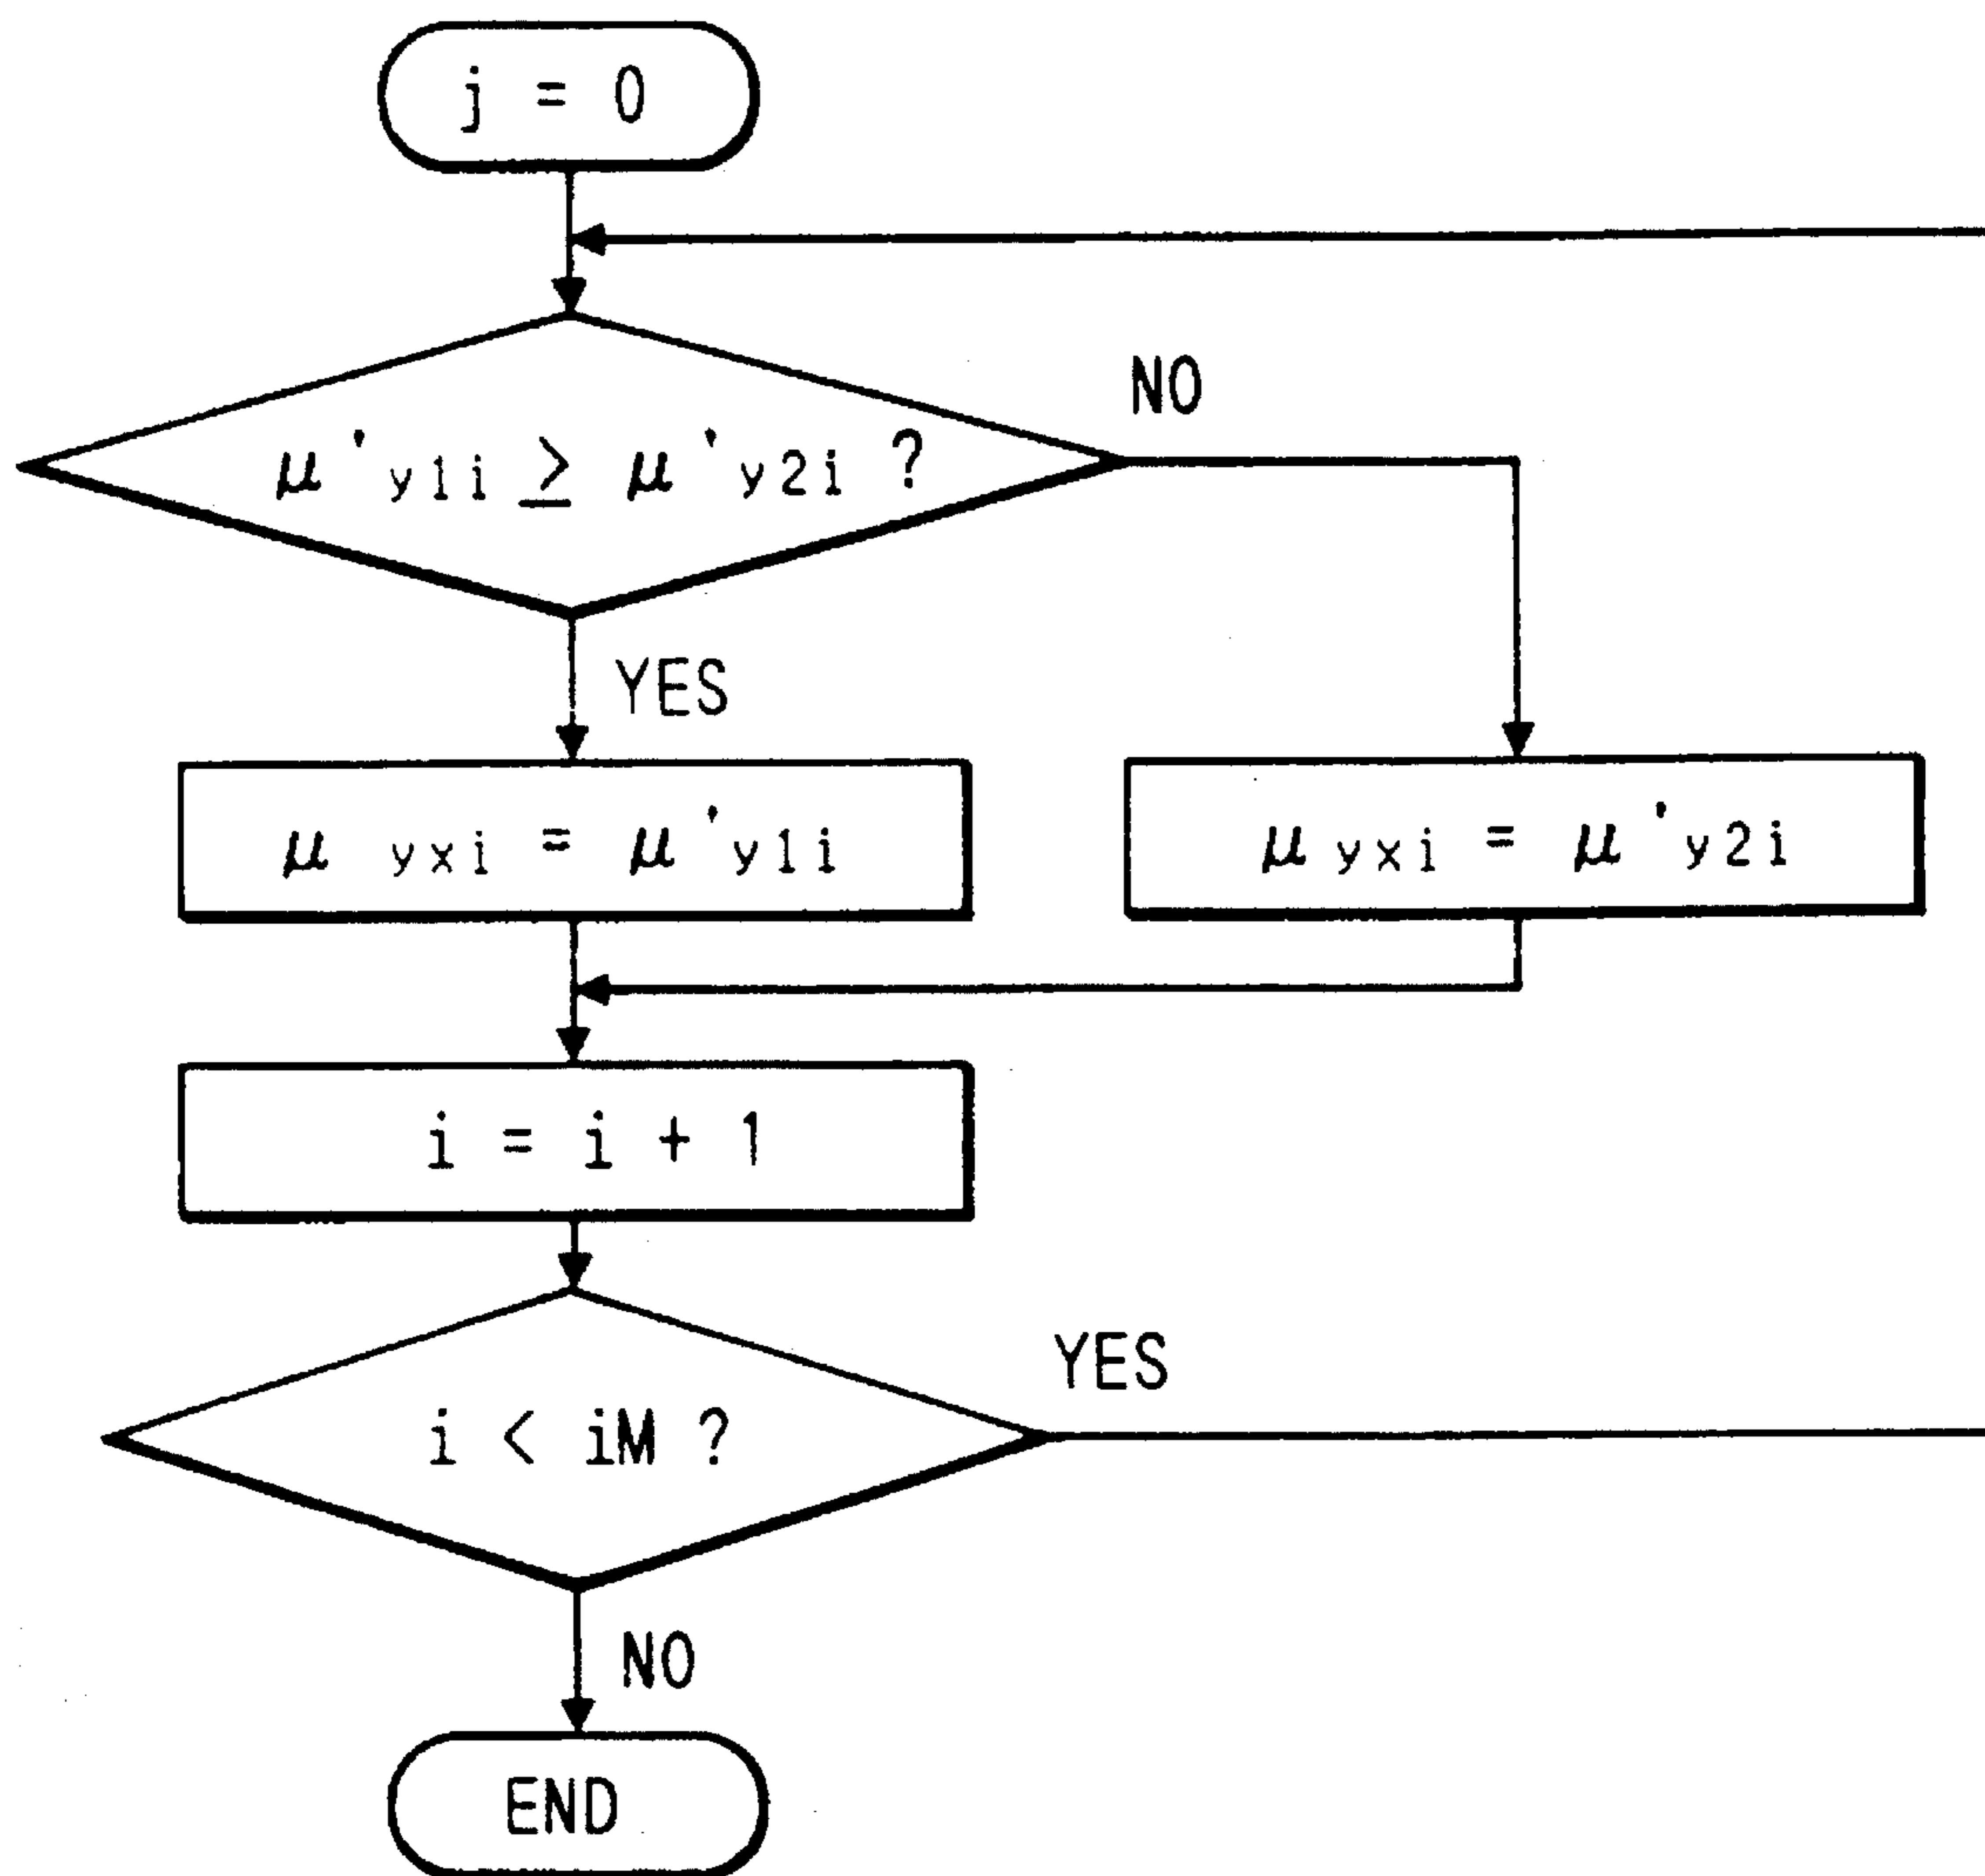 j = 0
μ'y1i ≥ μ'y2i ?
NO
YES
μ yxi = μ'y1i
μ yxi = μ'y2i
i = i + 1
YES
i < iM ?
NO
END